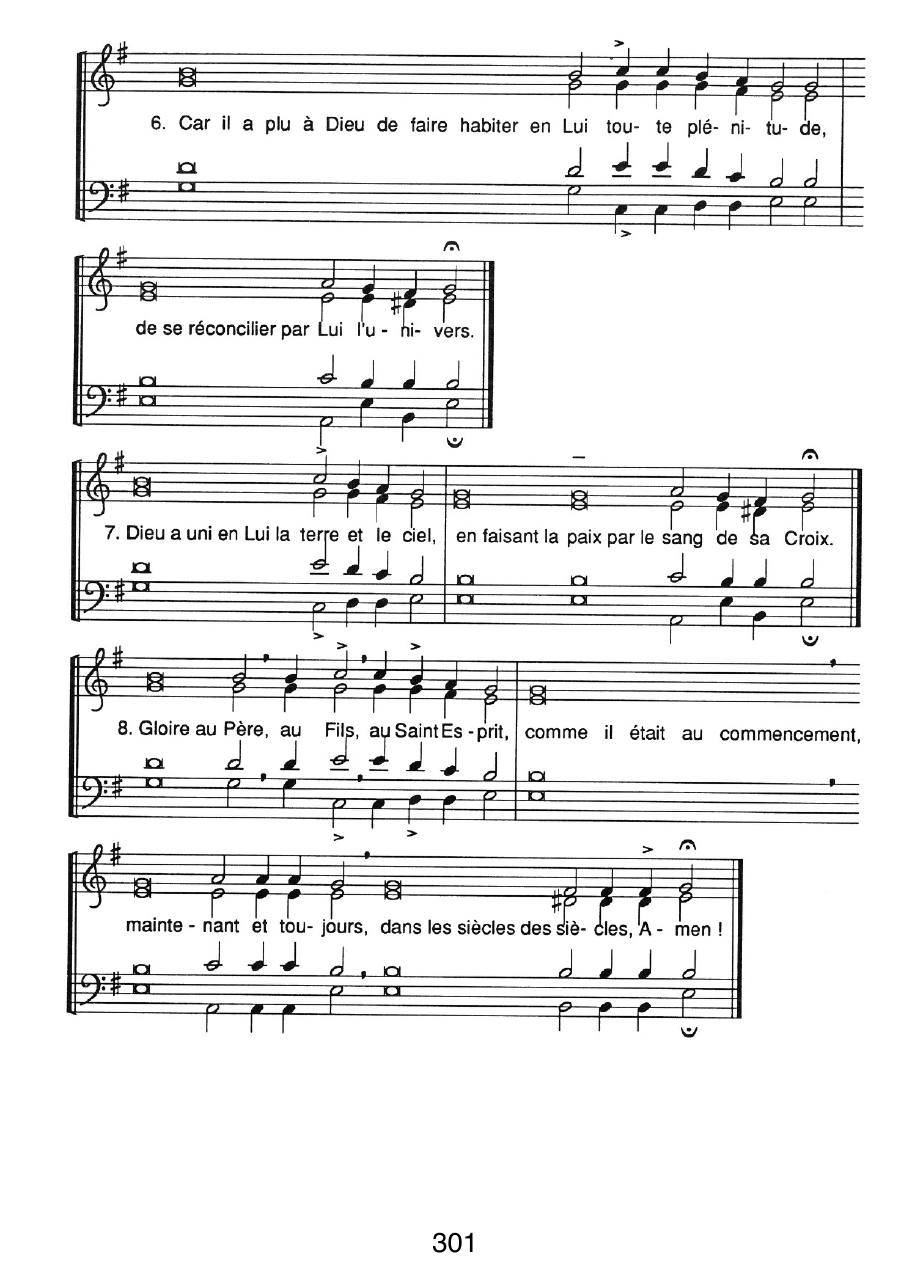 6. Car il a plu à Dieu de faire habiter en Lui tou- te plé- ni- tu- de,
de se réconcilier par Lui l'u - ni- vers.
7. Dieu a uni en Lui la terre et le ciel, en faisant la paix par le sang de sa Croix.
8. Gloire au Père, au Fils, au Saint Es - prit, comme il était au commencement,
mainte - nant et tou- jours, dans les siècles des siè- cles, A - men !
301